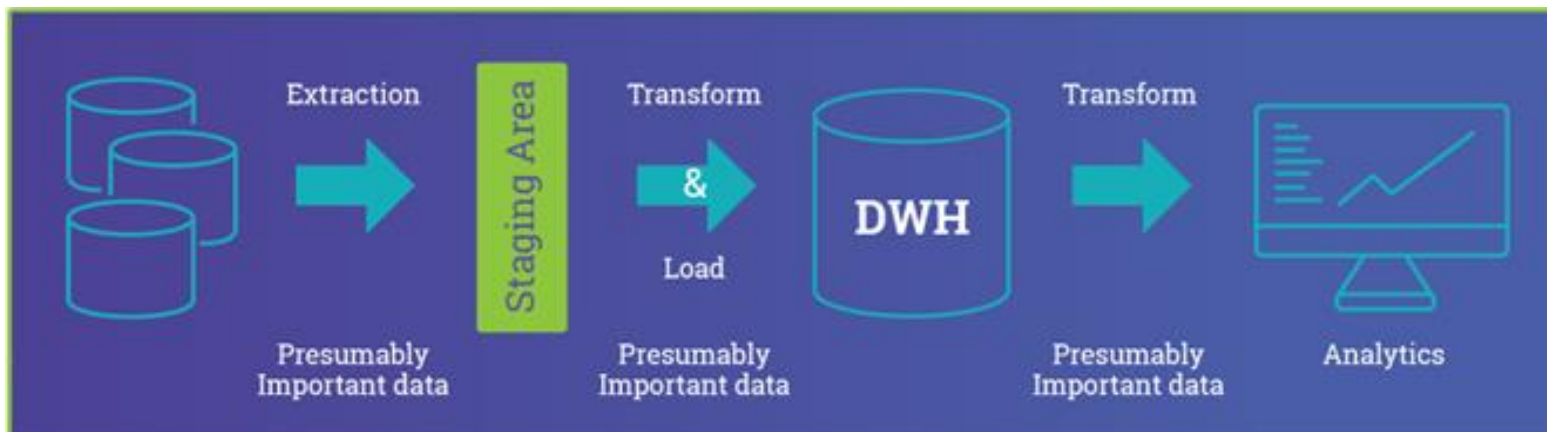 Extraction
Presumably
Important data
Staging Area
Transform
&
Load
Presumably
Important data
DWH
Transform
Presumably
Important data
Analytics